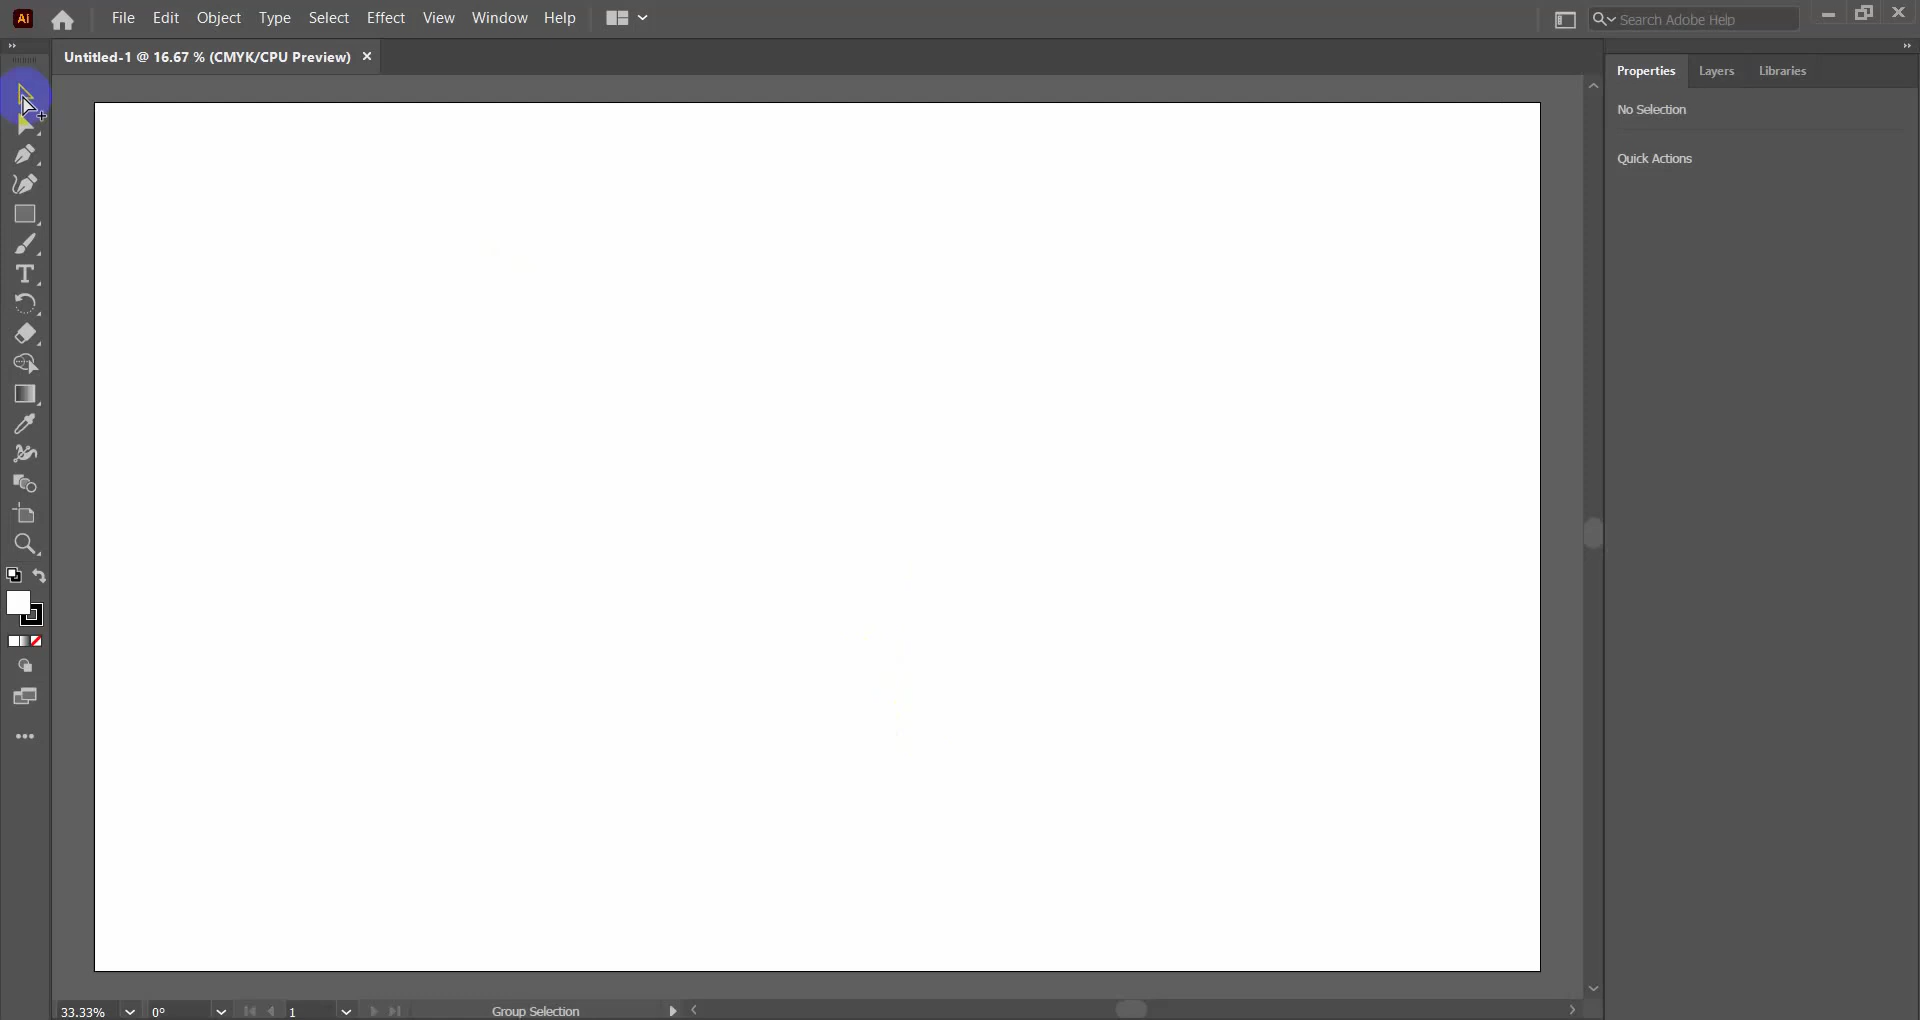 Ai File Edit Object Type Select Effect View Window Help Search Adobe Help
Untitled-1 @ 16.67 % (CMYK/CPU Preview) ×
Properties Layers Libraries
No Selection
Quick Actions
33.33% 0° 1 Group Selection